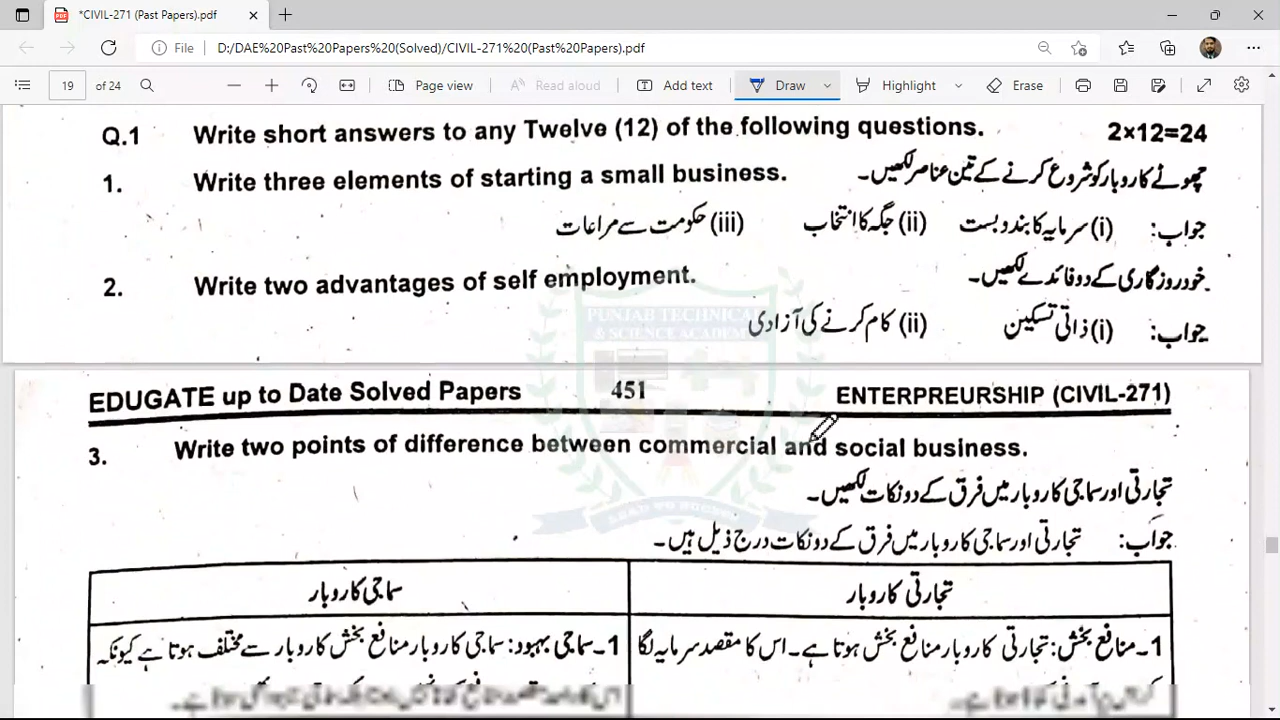 *CIVIL-271 (Past Papers).pdf
File D:/DAE%20Past%20Papers%20(Solved)/CIVIL-271%20(Past%20Papers).pdf
19 of 24 Page view Read aloud Add text Draw Highlight Erase
Q.1 Write short answers to any Twelve (12) of the following questions. 2×12=24
1. Write three elements of starting a small business. چھوٹے کاروبار کو شروع کرنے کے تین عناصر لکھیں۔
جواب: (i) سرمایہ کا بندوبست (ii) جگہ کا انتخاب (iii) حکومت سے مراعات
2. Write two advantages of self employment. خود روزگاری کے دو فائدے لکھیں۔
جواب: (i) ذاتی تسکین (ii) کام کرنے کی آزادی
PUNJAB TECHNICAL
& SCIENCE ACADEMY
EDUGATE up to Date Solved Papers 451 ENTERPREURSHIP (CIVIL-271)
3. Write two points of difference between commercial and social business.
تجارتی اور سماجی کاروبار میں فرق کے دو نکات لکھیں۔
جواب: تجارتی اور سماجی کاروبار میں فرق کے دو نکات درج ذیل ہیں۔
تجارتی کاروبار سماجی کاروبار
1۔ منافع بخش: تجارتی کاروبار منافع بخش ہوتا ہے۔ اس کا مقصد سرمایہ لگا
1۔ سماجی بہبود: سماجی کاروبار منافع بخش کاروبار سے مختلف ہوتا ہے کیونکہ